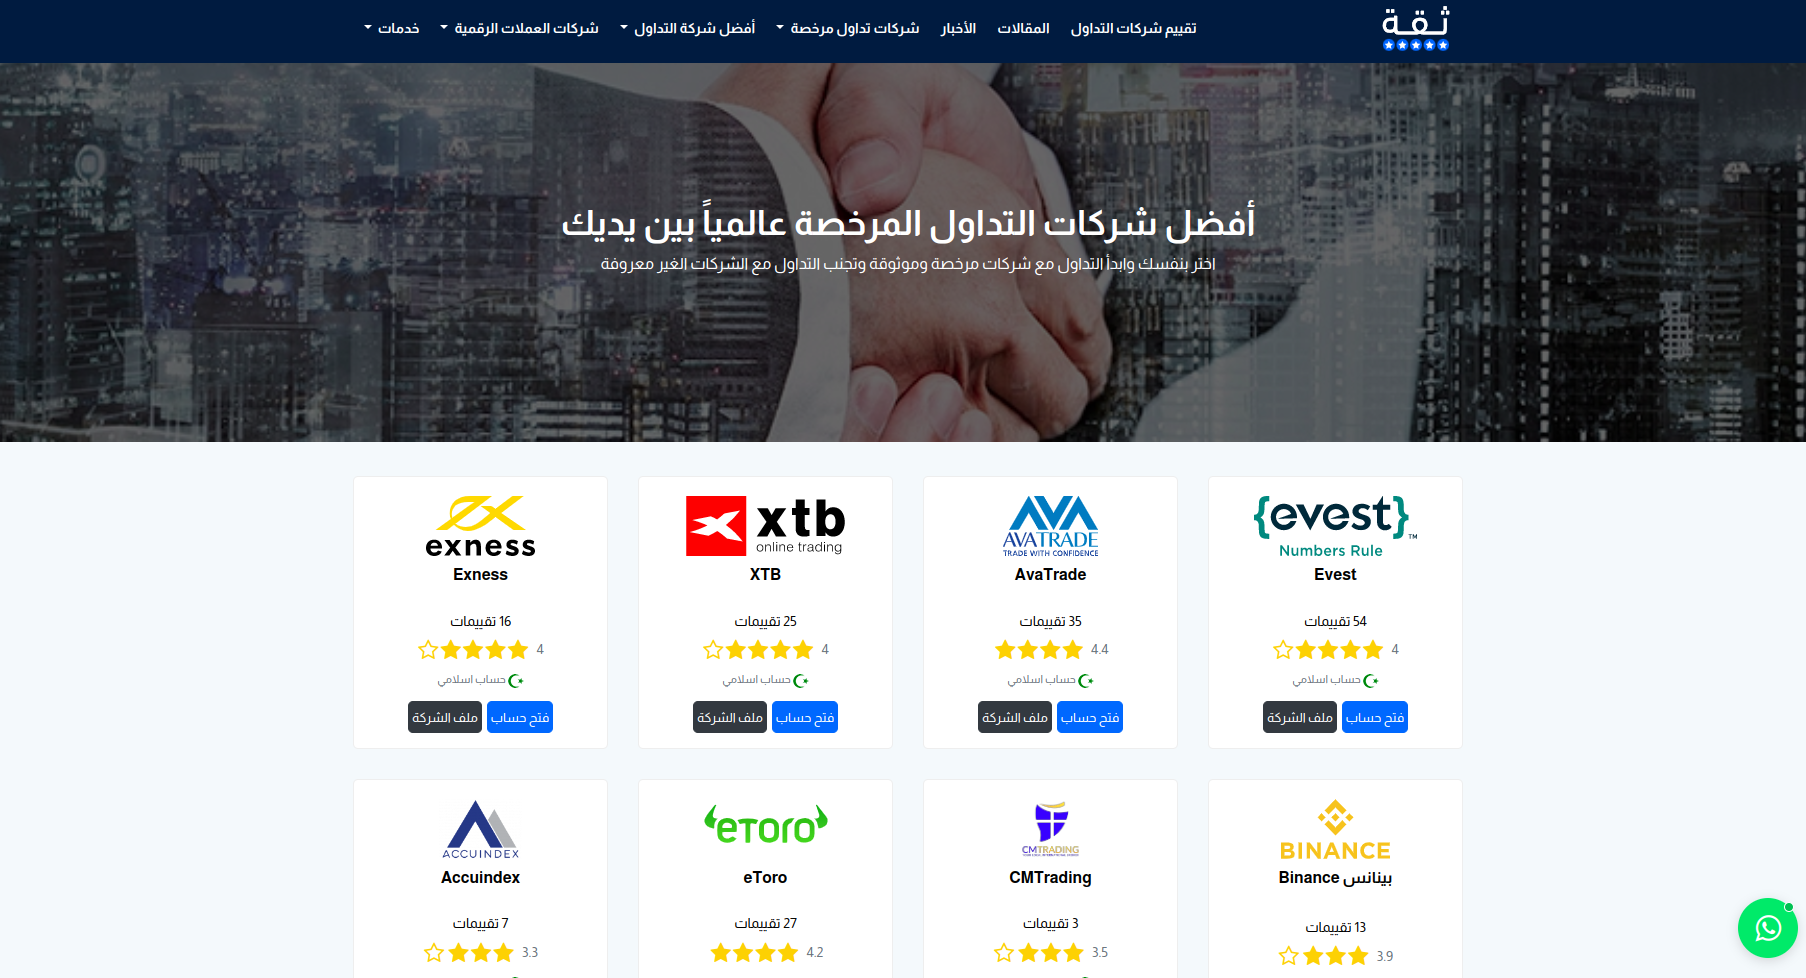 ثقة
تقييم شركات التداول
المقالات
الأخبار
شركات تداول مرخصة
أفضل شركة التداول
شركات العملات الرقمية
خدمات
أفضل شركات التداول المرخصة عالمياً بين يديك
اختر بنفسك وابدأ التداول مع شركات مرخصة وموثوقة وتجنب التداول مع الشركات الغير معروفة
{evest}™
Numbers Rule
Evest
54 تقييمات
4
حساب اسلامي
فتح حساب
ملف الشركة
AVATRADE
TRADE WITH CONFIDENCE
AvaTrade
35 تقييمات
4.4
حساب اسلامي
فتح حساب
ملف الشركة
xtb
online trading
XTB
25 تقييمات
4
حساب اسلامي
فتح حساب
ملف الشركة
exness
Exness
16 تقييمات
4
حساب اسلامي
فتح حساب
ملف الشركة
BINANCE
بينانس Binance
13 تقييمات
3.9
CMTRADING
CMTrading
3 تقييمات
3.5
eToro
eToro
27 تقييمات
4.2
ACCUINDEX
Accuindex
7 تقييمات
3.3